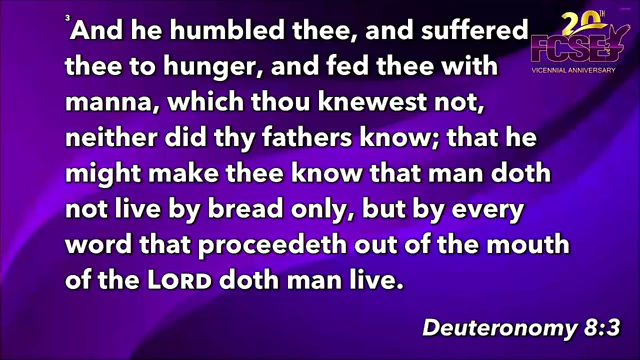 ³And he humbled thee, and suffered
thee to hunger, and fed thee with
manna, which thou knewest not,
neither did thy fathers know; that he
might make thee know that man doth
not live by bread only, but by every
word that proceedeth out of the mouth
of the LORD doth man live.
Deuteronomy 8:3
20TH
FCSE
VICENNIAL ANNIVERSARY